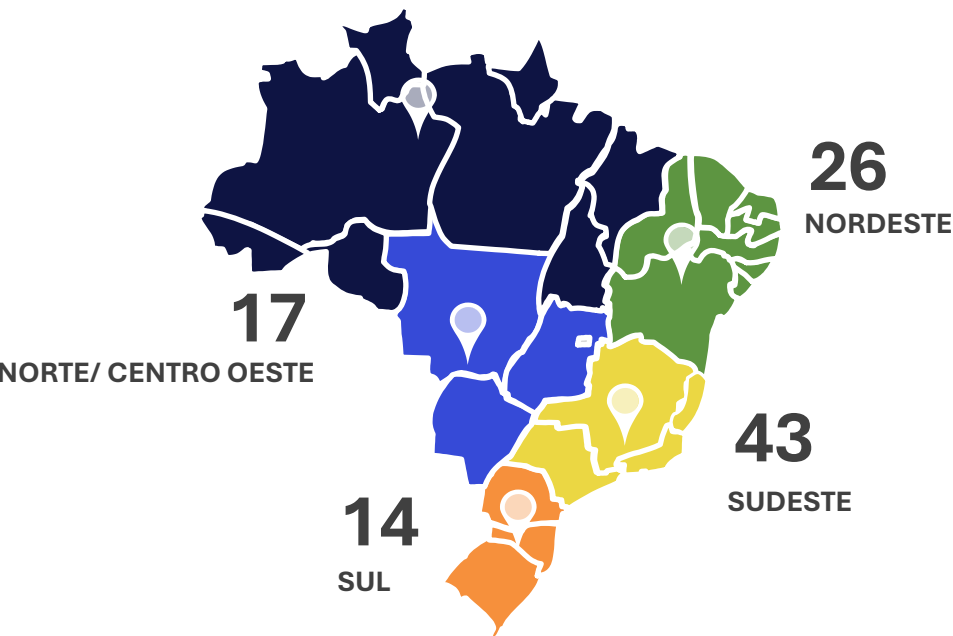 26
NORDESTE
17
NORTE/ CENTRO OESTE
43
SUDESTE
14
SUL